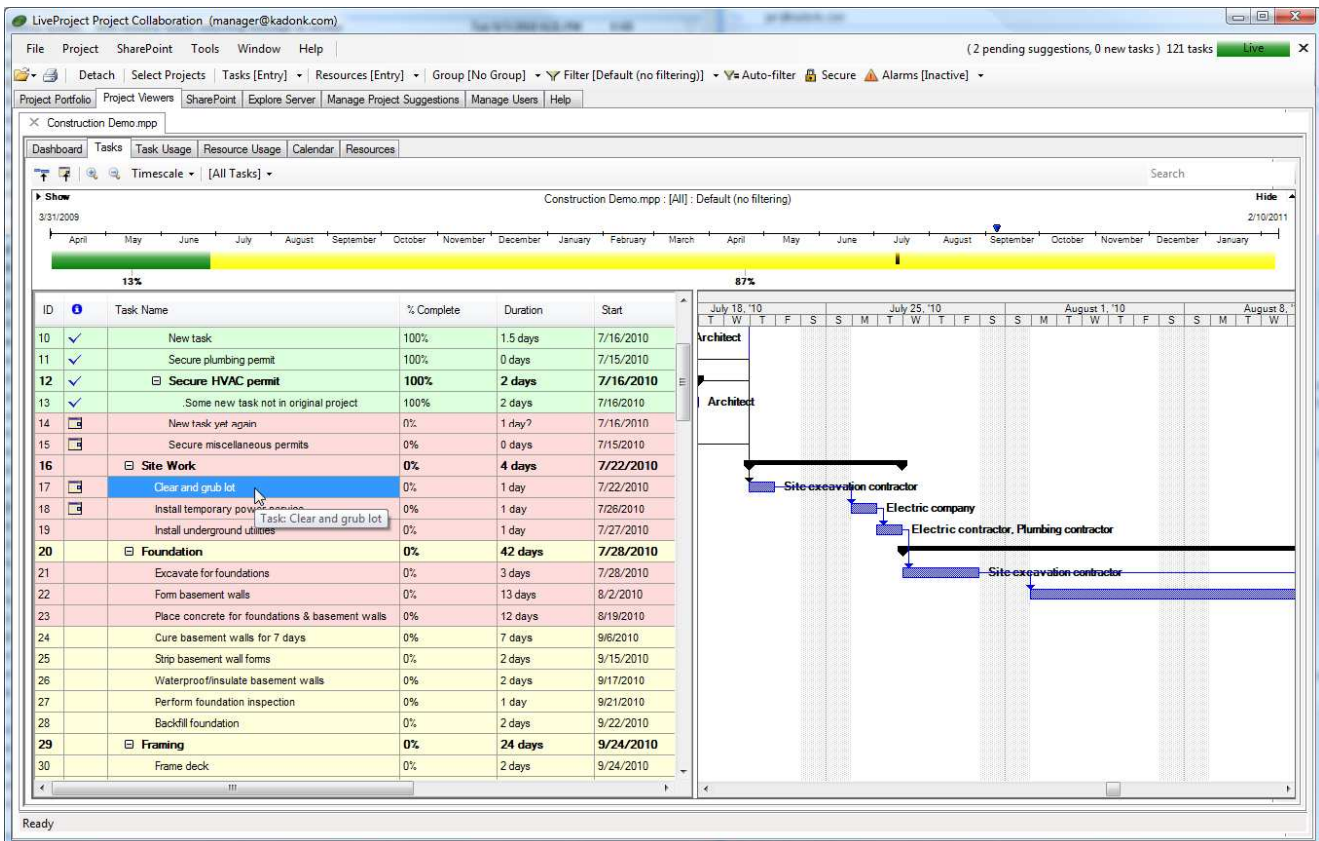 LiveProject Project Collaboration (manager@kadonk.com)
File Project SharePoint Tools Window Help ( 2 pending suggestions, 0 new tasks ) 121 tasks Live X
Detach Select Projects Tasks [Entry] Resources [Entry] Group [No Group] Filter [Default (no filtering)] Auto-filter Secure Alarms [Inactive]
Project Portfolio Project Viewers SharePoint Explore Server Manage Project Suggestions Manage Users Help
Construction Demo.mpp
Dashboard Tasks Task Usage Resource Usage Calendar Resources
Timescale [All Tasks] Search
Show Construction Demo.mpp : [All] : Default (no filtering) Hide
3/31/2009 2/10/2011
April May June July August September October November December January February March April May June July August September October November December January
13% 87%
ID Task Name % Complete Duration Start July 18, '10 July 25, '10 August 1, '10 August 8, '
T W T F S S M T W T F S S M T W T F S S M T W
10 New task 100% 1.5 days 7/16/2010 Architect
11 Secure plumbing permit 100% 0 days 7/15/2010
12 Secure HVAC permit 100% 2 days 7/16/2010
13 .Some new task not in original project 100% 2 days 7/16/2010 Architect
14 New task yet again 0% 1 day? 7/16/2010
15 Secure miscellaneous permits 0% 0 days 7/15/2010
16 Site Work 0% 4 days 7/22/2010
17 Clear and grub lot 0% 1 day 7/22/2010 Site excavation contractor
18 Install temporary power service 0% 1 day 7/26/2010 Electric company
Task: Clear and grub lot
19 Install underground utilities 0% 1 day 7/27/2010 Electric contractor, Plumbing contractor
20 Foundation 0% 42 days 7/28/2010
21 Excavate for foundations 0% 3 days 7/28/2010 Site excavation contractor
22 Form basement walls 0% 13 days 8/2/2010
23 Place concrete for foundations & basement walls 0% 12 days 8/19/2010
24 Cure basement walls for 7 days 0% 7 days 9/6/2010
25 Strip basement wall forms 0% 2 days 9/15/2010
26 Waterproof/insulate basement walls 0% 2 days 9/17/2010
27 Perform foundation inspection 0% 1 day 9/21/2010
28 Backfill foundation 0% 2 days 9/22/2010
29 Framing 0% 24 days 9/24/2010
30 Frame deck 0% 2 days 9/24/2010
Ready